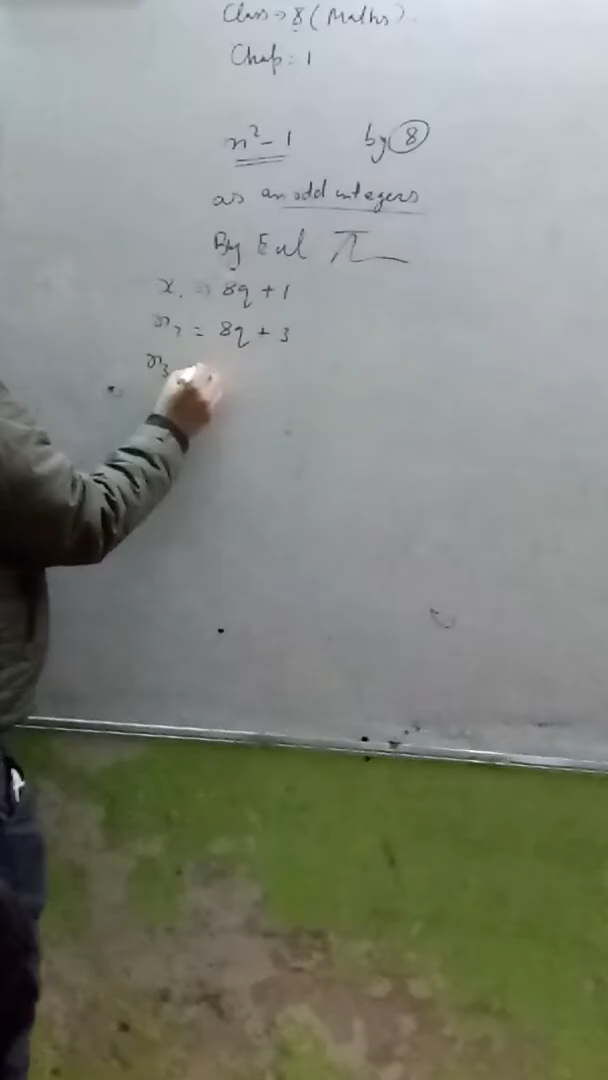 Class → 8 (Maths).
Chap: 1
n² - 1 by 8
as an odd integers
By Eul
x₁ = 8q + 1
x₂ = 8q + 3
x₃